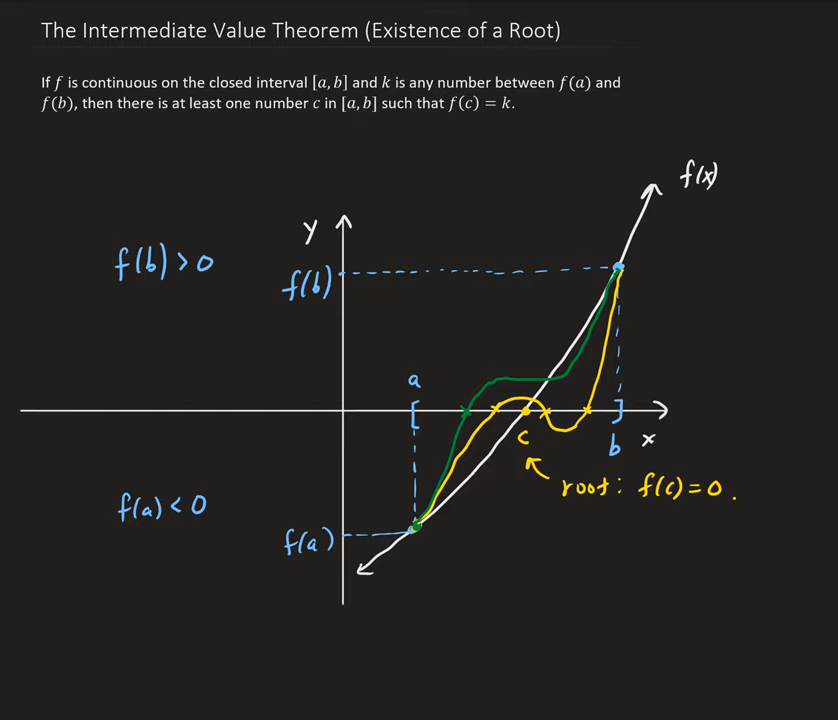 The Intermediate Value Theorem (Existence of a Root)
If f is continuous on the closed interval [a, b] and k is any number between f(a) and
f(b), then there is at least one number c in [a, b] such that f(c) = k.
f(x)
y
f(b) > 0
f(b)
a
[ ]
c
b
x
root: f(c) = 0.
f(a) < 0
f(a)